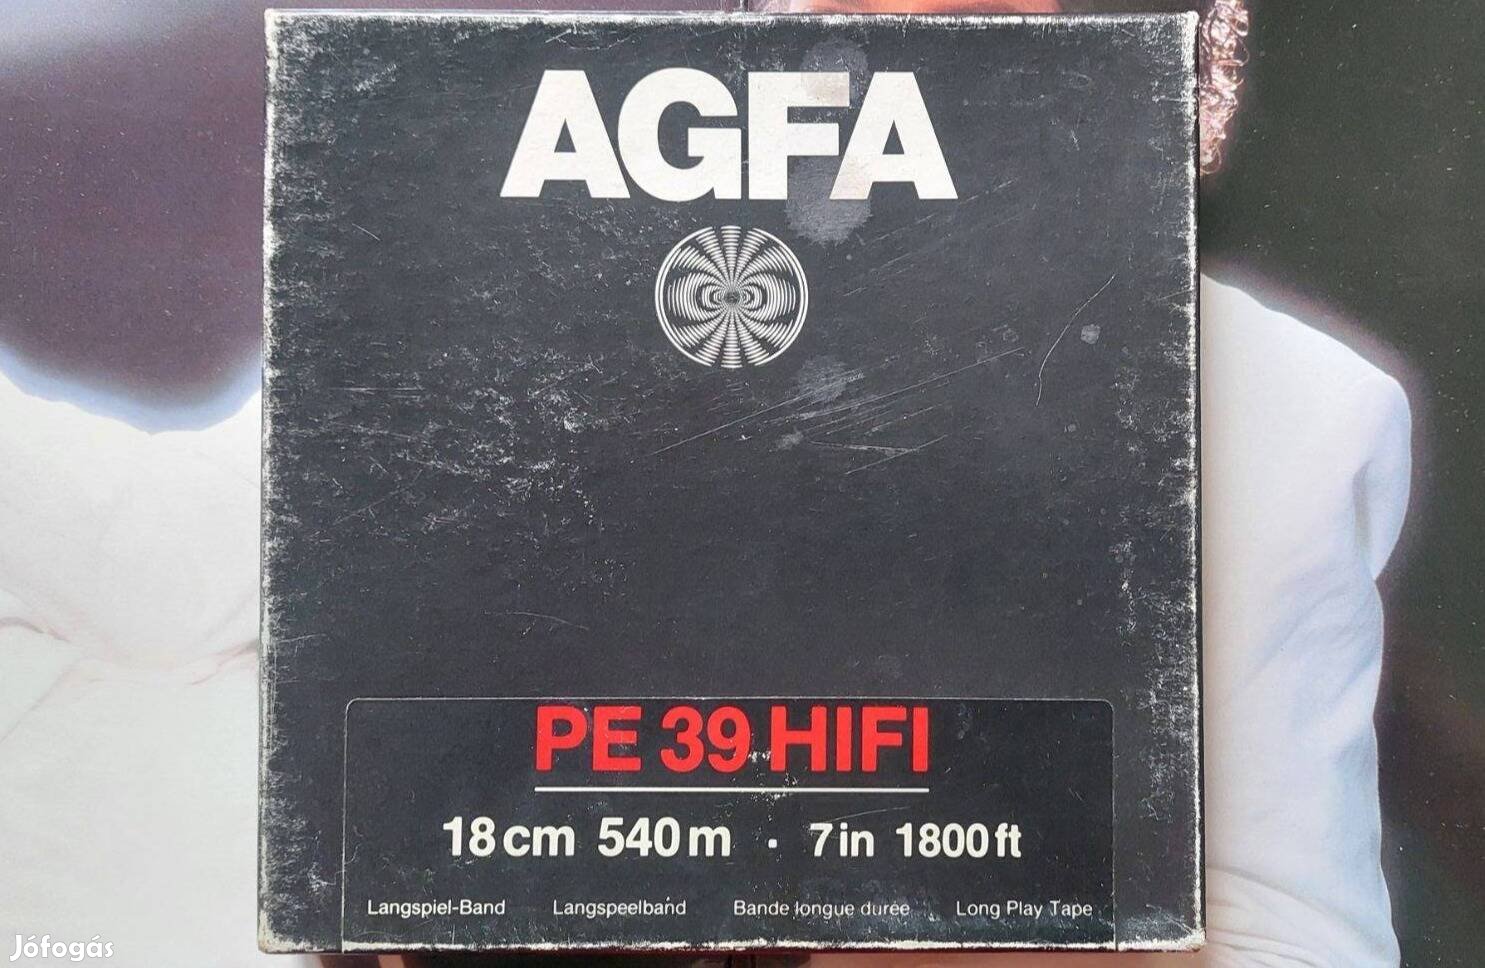 AGFA
PE 39 HIFI
18 cm 540 m · 7 in 1800 ft
Langspiel-Band Langspeelband Bande longue durée Long Play Tape
Jófogás